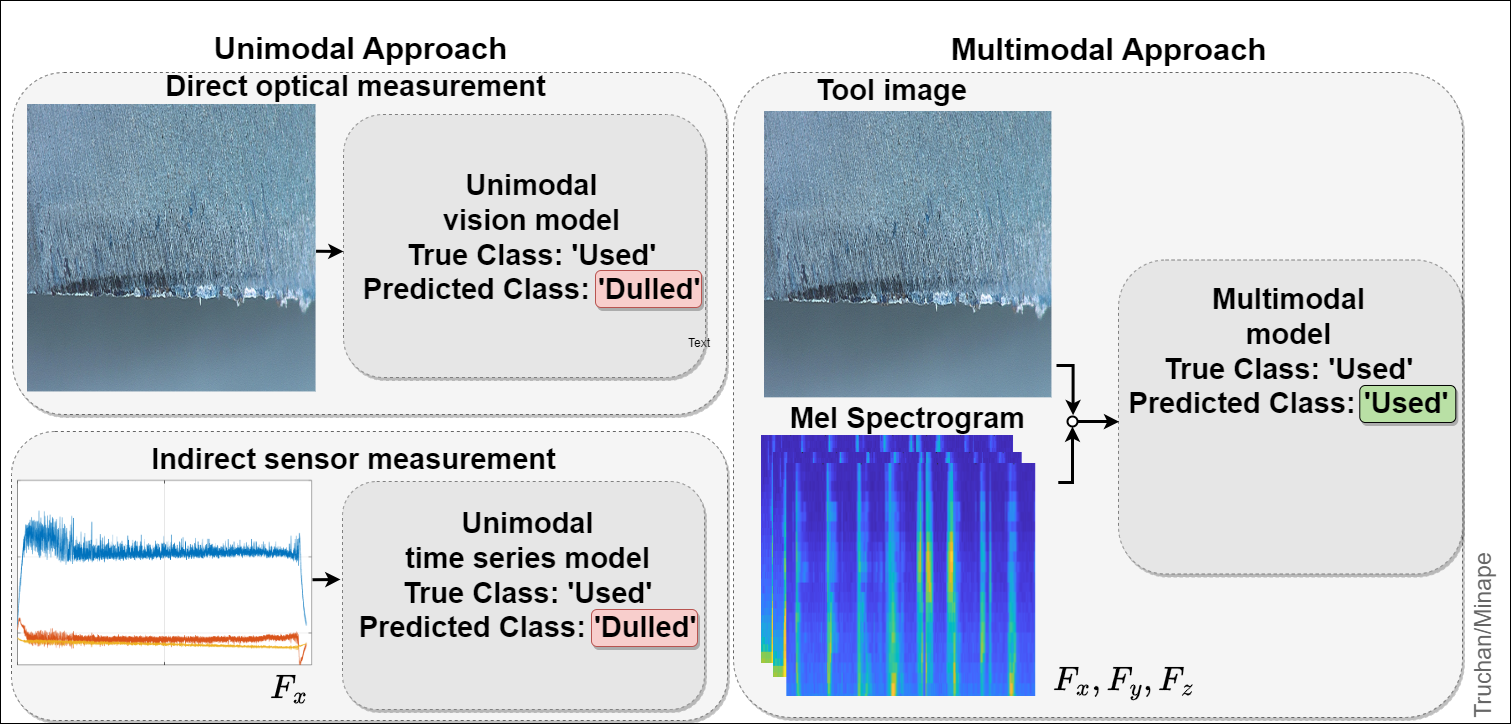 Unimodal Approach
Direct optical measurement
Unimodal
vision model
True Class: 'Used'
Predicted Class: 'Dulled'
Text
Indirect sensor measurement
Unimodal
time series model
True Class: 'Used'
Predicted Class: 'Dulled'
F_x
Multimodal Approach
Tool image
Mel Spectrogram
F_x, F_y, F_z
Multimodal
model
True Class: 'Used'
Predicted Class: 'Used'
Truchan/Minape